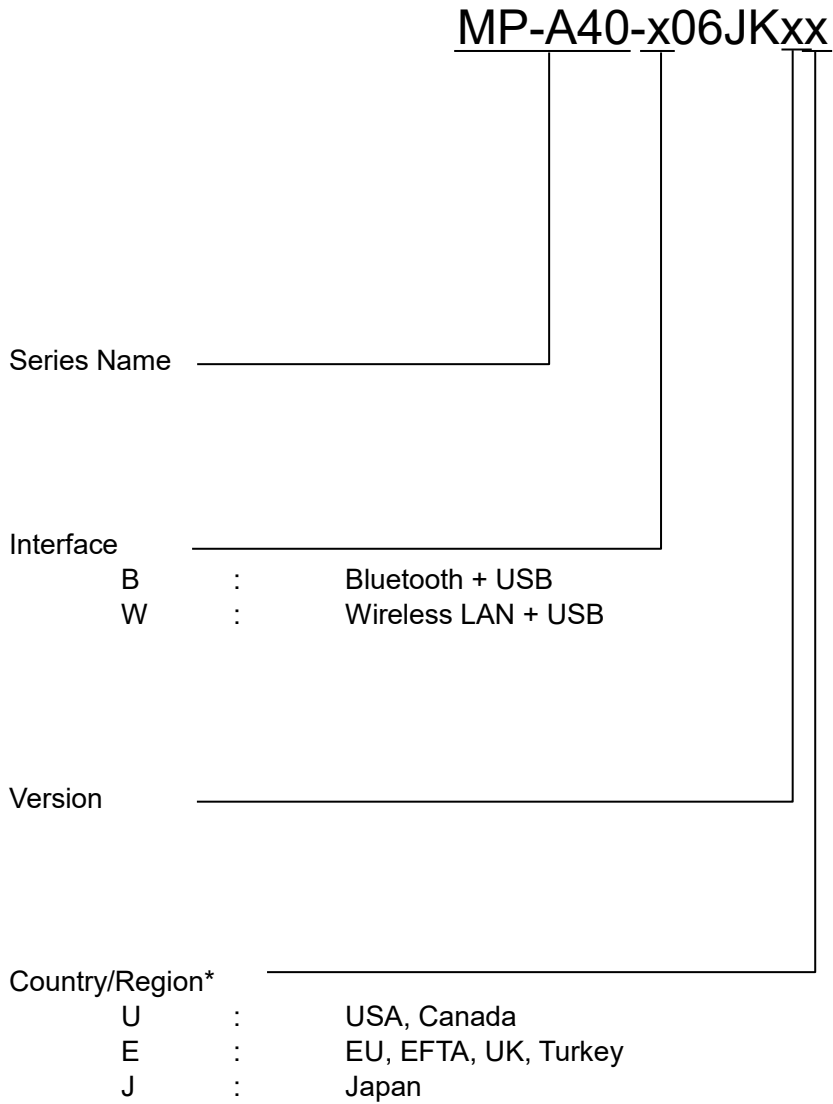 MP-A40-x06JKxx
Series Name
Interface
B : Bluetooth + USB
W : Wireless LAN + USB
Version
Country/Region*
U : USA, Canada
E : EU, EFTA, UK, Turkey
J : Japan